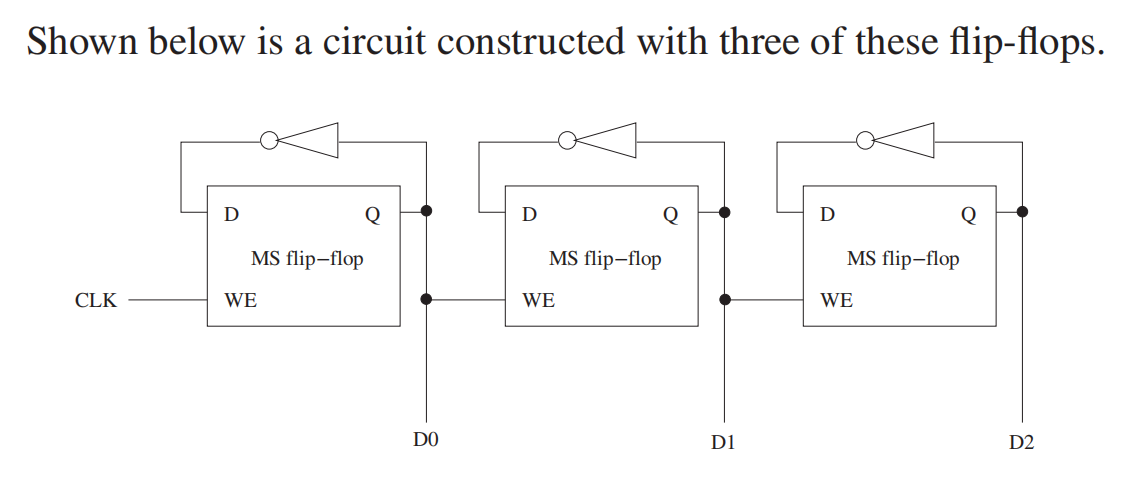 Shown below is a circuit constructed with three of these flip-flops.
D Q D Q D Q
MS flip−flop MS flip−flop MS flip−flop
CLK WE WE WE
D0 D1 D2